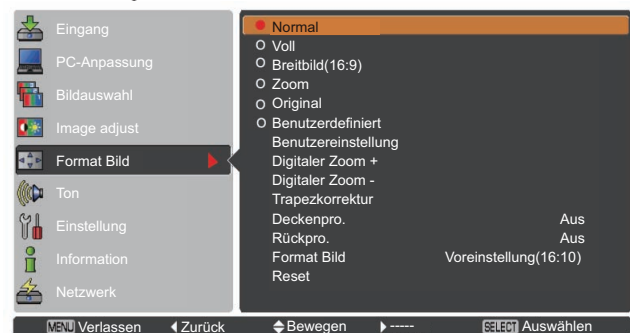 Eingang
PC-Anpassung
Bildauswahl
Image adjust
Format Bild
Ton
Einstellung
Information
Netzwerk
Normal
Voll
Breitbild(16:9)
Zoom
Original
Benutzerdefiniert
Benutzereinstellung
Digitaler Zoom +
Digitaler Zoom -
Trapezkorrektur
Deckenpro. Aus
Rückpro. Aus
Format Bild Voreinstellung(16:10)
Reset
MENU Verlassen Zurück Bewegen ----- SELECT Auswählen